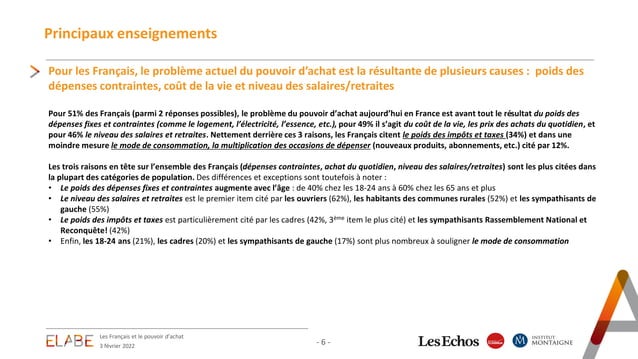 Principaux enseignements
Pour les Français, le problème actuel du pouvoir d’achat est la résultante de plusieurs causes : poids des
dépenses contraintes, coût de la vie et niveau des salaires/retraites
Pour 51% des Français (parmi 2 réponses possibles), le problème du pouvoir d’achat aujourd’hui en France est avant tout le résultat du poids des
dépenses fixes et contraintes (comme le logement, l’électricité, l’essence, etc.), pour 49% il s’agit du coût de la vie, les prix des achats du quotidien, et
pour 46% le niveau des salaires et retraites. Nettement derrière ces 3 raisons, les Français citent le poids des impôts et taxes (34%) et dans une
moindre mesure le mode de consommation, la multiplication des occasions de dépenser (nouveaux produits, abonnements, etc.) cité par 12%.
Les trois raisons en tête sur l’ensemble des Français (dépenses contraintes, achat du quotidien, niveau des salaires/retraites) sont les plus citées dans
la plupart des catégories de population. Des différences et exceptions sont toutefois à noter :
• Le poids des dépenses fixes et contraintes augmente avec l’âge : de 40% chez les 18-24 ans à 60% chez les 65 ans et plus
• Le niveau des salaires et retraites est le premier item cité par les ouvriers (62%), les habitants des communes rurales (52%) et les sympathisants de
gauche (55%)
• Le poids des impôts et taxes est particulièrement cité par les cadres (42%, 3ème item le plus cité) et les sympathisants Rassemblement National et
Reconquête! (42%)
• Enfin, les 18-24 ans (21%), les cadres (20%) et les sympathisants de gauche (17%) sont plus nombreux à souligner le mode de consommation
ELABE
Les Français et le pouvoir d’achat
3 février 2022
- 6 -
Les Echos
INSTITUT
MONTAIGNE